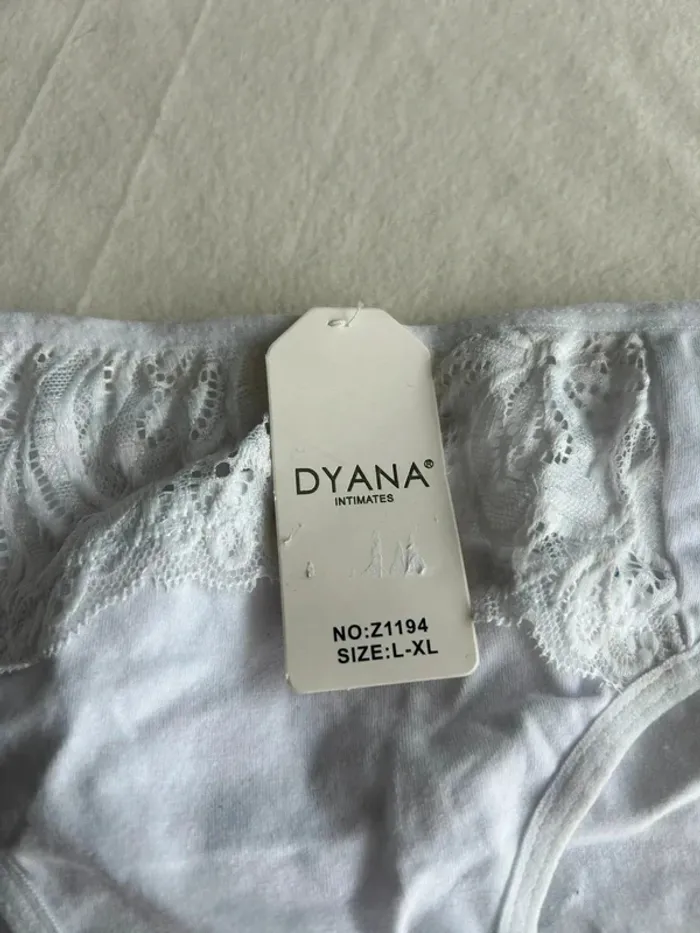 DYANA®
INTIMATES
NO:Z1194
SIZE:L-XL